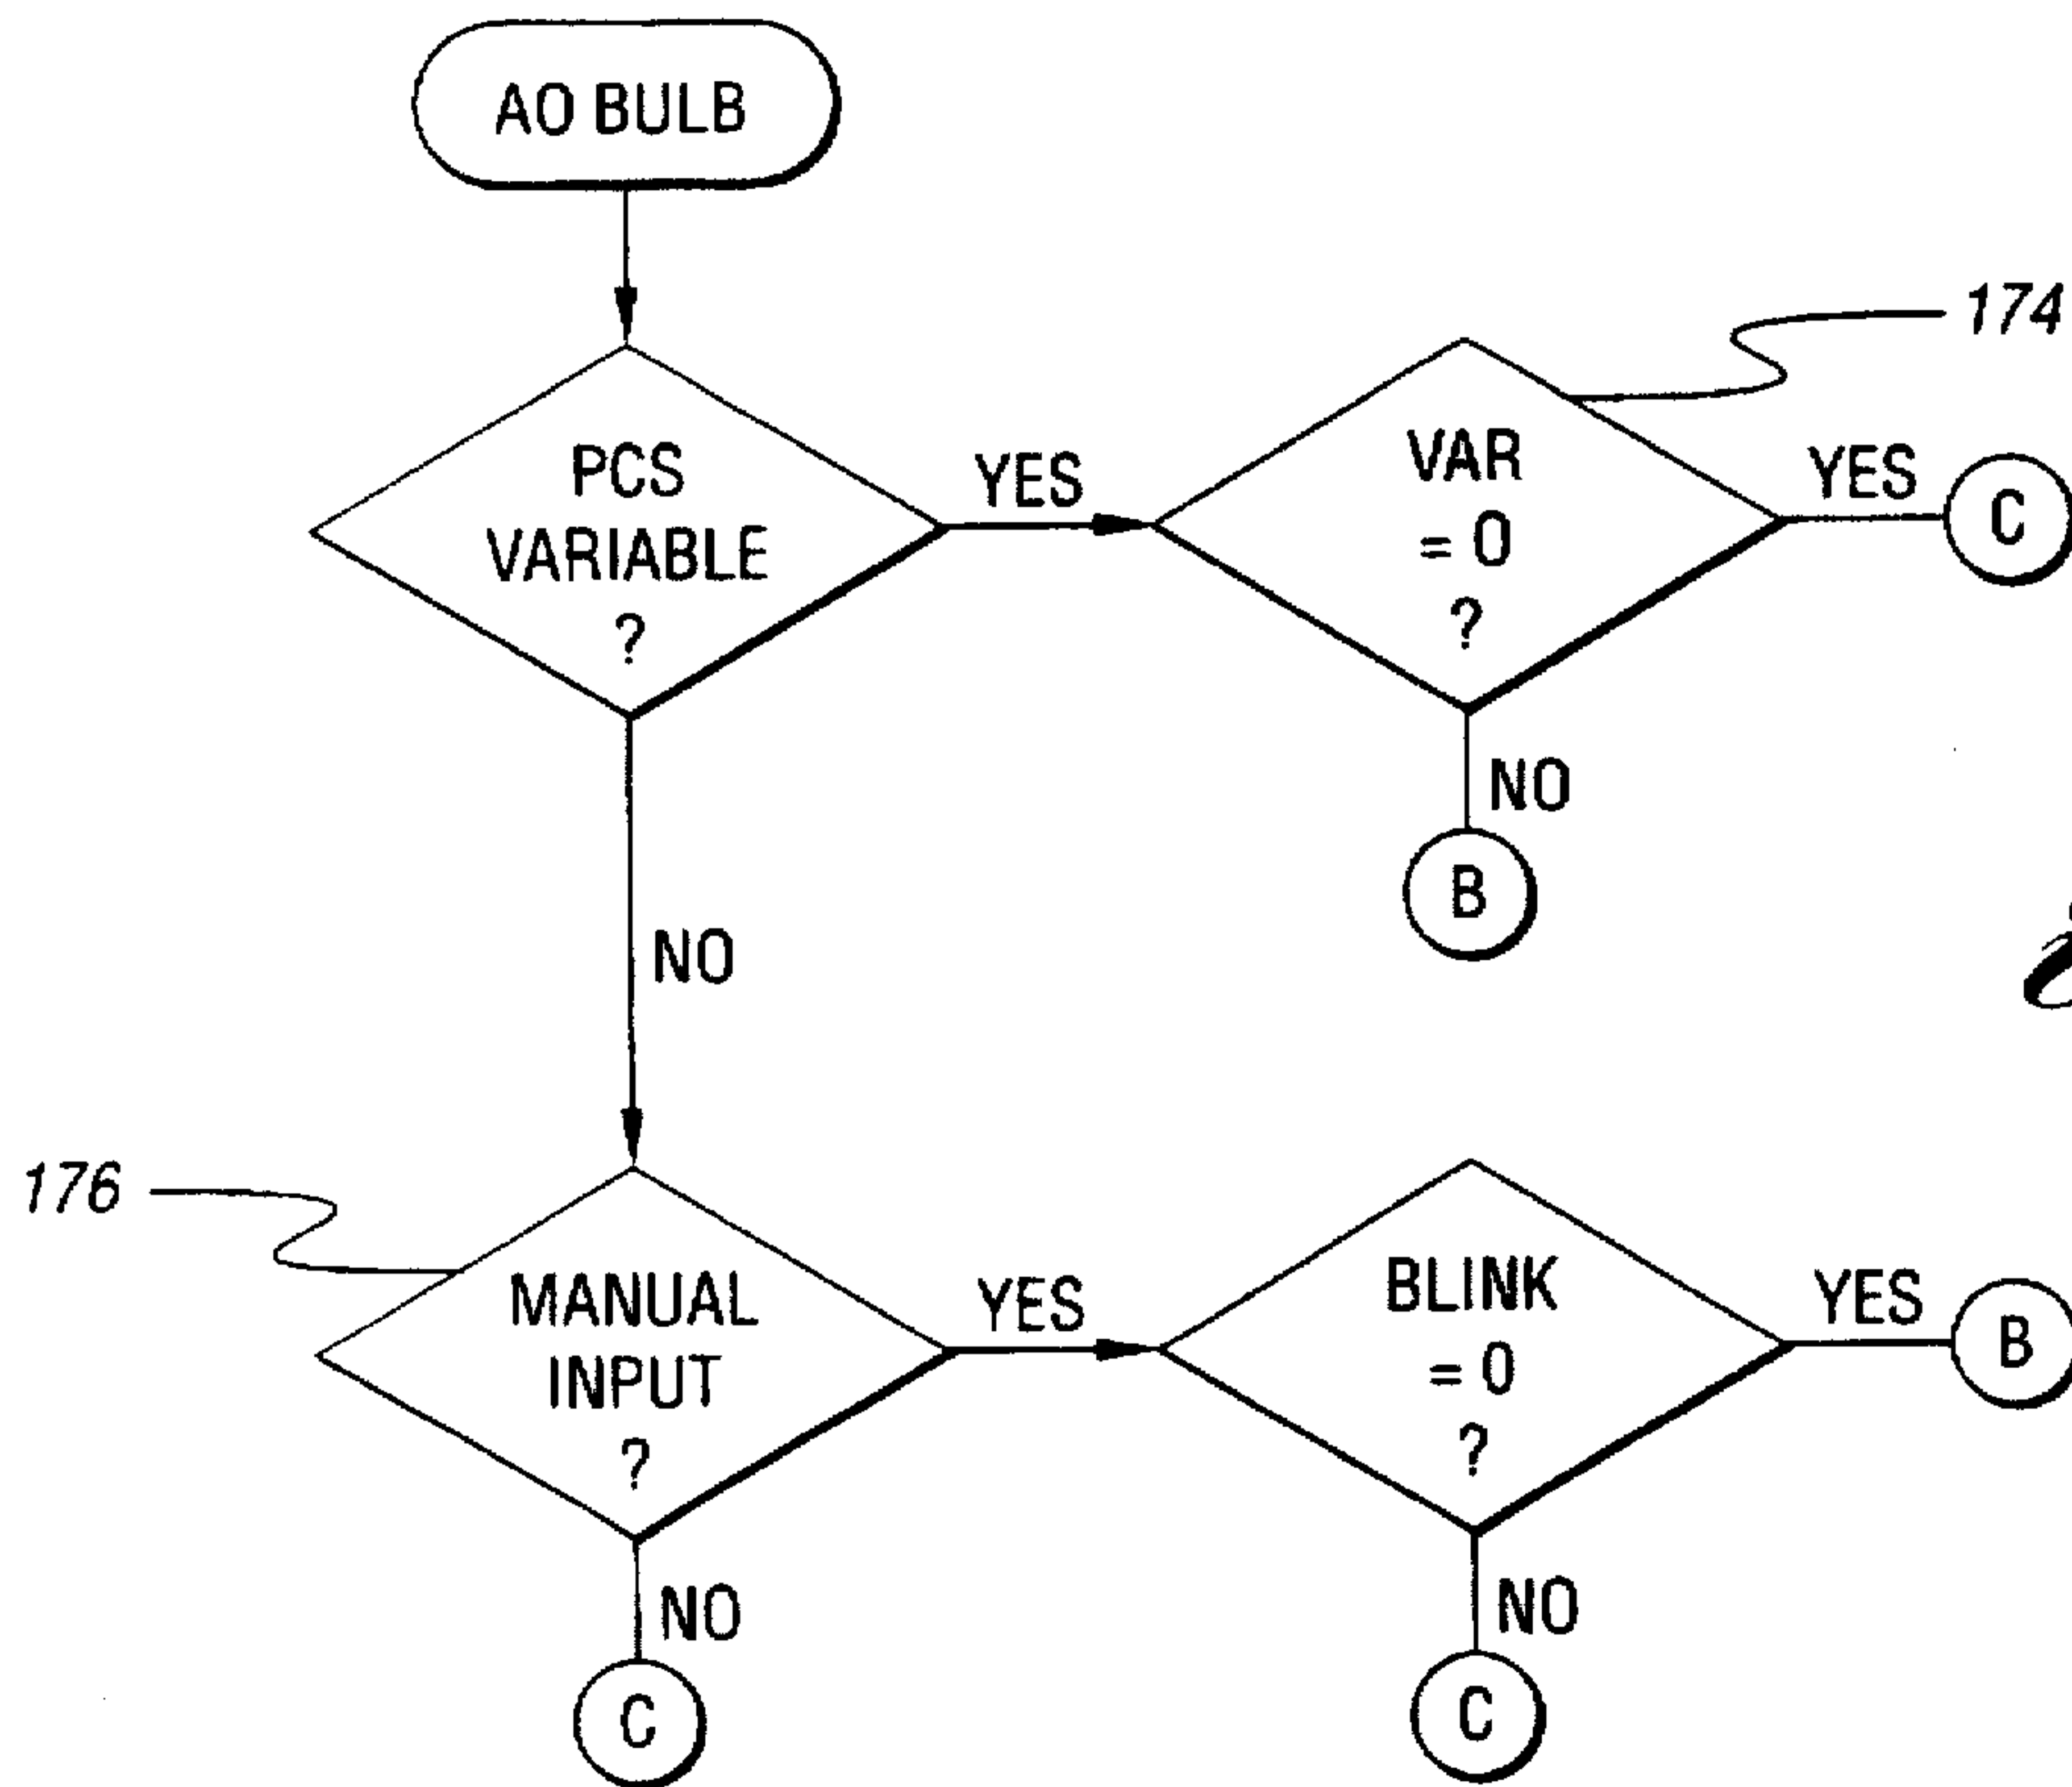 AO BULB
174
PCS
VARIABLE
?
YES
VAR
= 0
?
YES
C
NO
B
NO
176
MANUAL
INPUT
?
YES
BLINK
= 0
?
YES
B
NO
C
NO
C